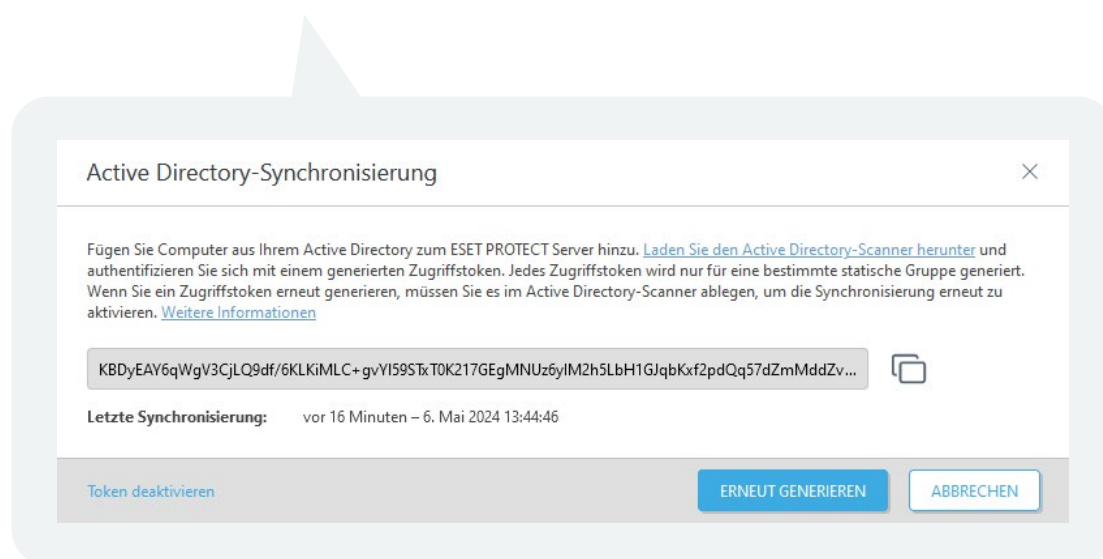 Active Directory-Synchronisierung
Fügen Sie Computer aus Ihrem Active Directory zum ESET PROTECT Server hinzu. Laden Sie den Active Directory-Scanner herunter und
authentifizieren Sie sich mit einem generierten Zugriffstoken. Jedes Zugriffstoken wird nur für eine bestimmte statische Gruppe generiert.
Wenn Sie ein Zugriffstoken erneut generieren, müssen Sie es im Active Directory-Scanner ablegen, um die Synchronisierung erneut zu
aktivieren. Weitere Informationen
KBDyEAY6qWgV3CjLQ9df/6KLKiMLC+gvYI59STxT0K217GEgMNUz6yIM2h5LbH1GJqbKxf2pdQq57dZmMddZv...
Letzte Synchronisierung: vor 16 Minuten – 6. Mai 2024 13:44:46
Token deaktivieren ERNEUT GENERIEREN ABBRECHEN